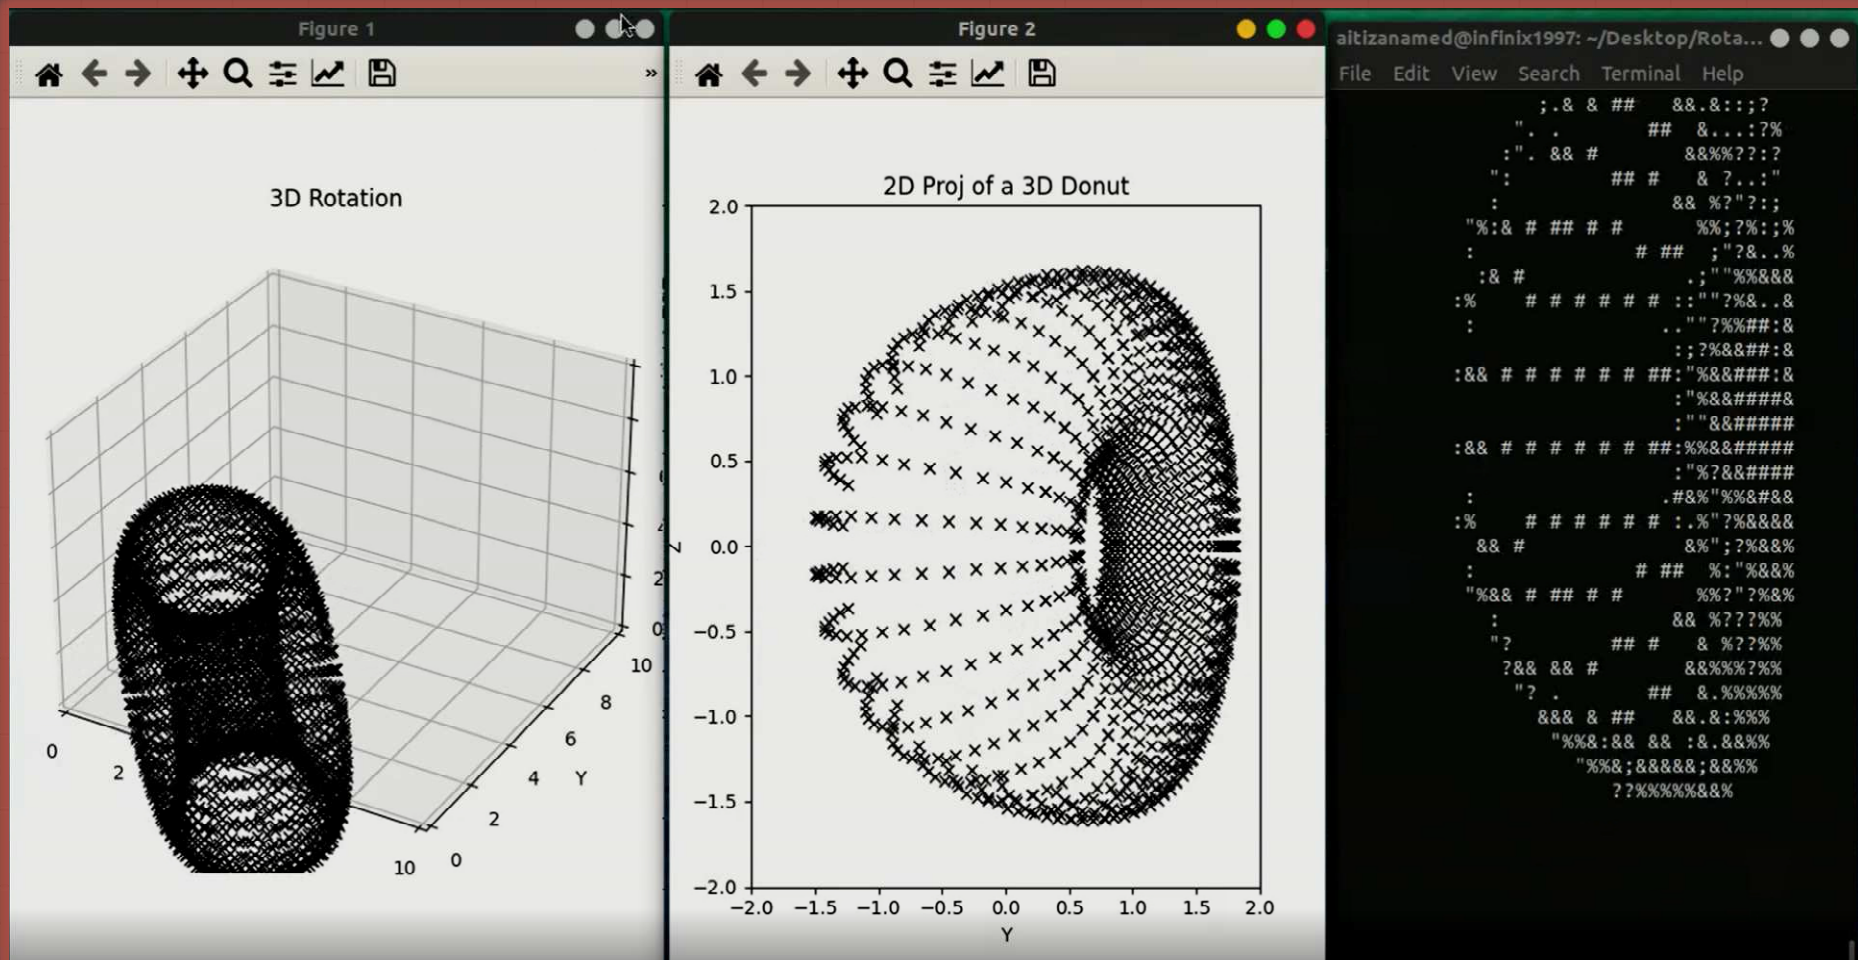 Figure 1
»
3D Rotation
0
2
10
0
2
4
6
8
10
Y
0
2
Figure 2
2D Proj of a 3D Donut
2.0
1.5
1.0
0.5
0.0
−0.5
−1.0
−1.5
−2.0
−2.0 −1.5 −1.0 −0.5 0.0 0.5 1.0 1.5 2.0
Y
Z
aitizanamed@infinix1997: ~/Desktop/Rota...
File Edit View Search Terminal Help
;.& & ##   &&.&::;?
". .       ##  &...:?%
:". && #       &&%%??:?
":        ## #   & ?..:"
:              && %?"?:;
"%:& # ## # #      %%;?%:;%
:             # ##  ;"?&..%
:& #             .;""%%&&&
:%    # # # # # # ::""?%&..&
:               ..""?%%##:&
:;?%&&##:&
:&& # # # # # # ##:"%&&###:&
:"%&&####&
:""&&#####
:&& # # # # # # ##:%%&&#####
:"%?&&####
:               .#&%"%%&#&&
:%    # # # # # # :.%"?%&&&&
&& #             &%";?%&&%
:             # ##  %:"%&&%
"%&& # ## # #      %%?"?%&%
:              && %???%%
"?        ## #   & %??%%
?&& && #       &&%%%?%%
"? .       ##  &.%%%%%
&&& & ##   &&.&:%%%
"%%&:&& && :&.&&%%
"%%&;&&&&&;&&%%
??%%%%%&&%